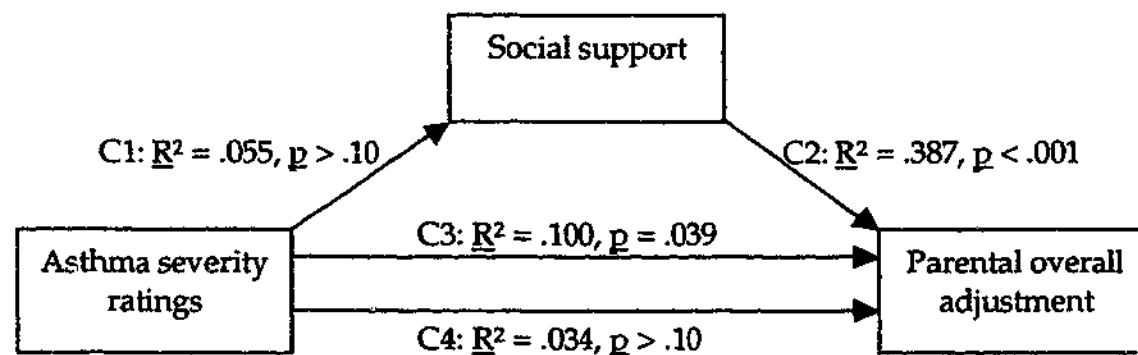 Social support
C1: R² = .055, p > .10
C2: R² = .387, p < .001
C3: R² = .100, p = .039
Asthma severity
ratings
Parental overall
adjustment
C4: R² = .034, p > .10